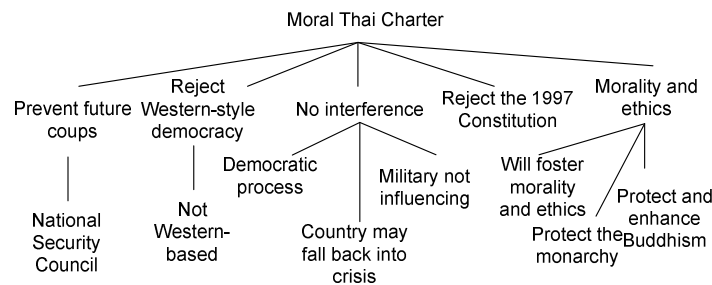 Moral Thai Charter
Prevent future
coups
Reject
Western-style
democracy
No interference
Reject the 1997
Constitution
Morality and
ethics
National
Security
Council
Not
Western-
based
Democratic
process
Country may
fall back into
crisis
Military not
influencing
Will foster
morality
and ethics
Protect the
monarchy
Protect and
enhance
Buddhism